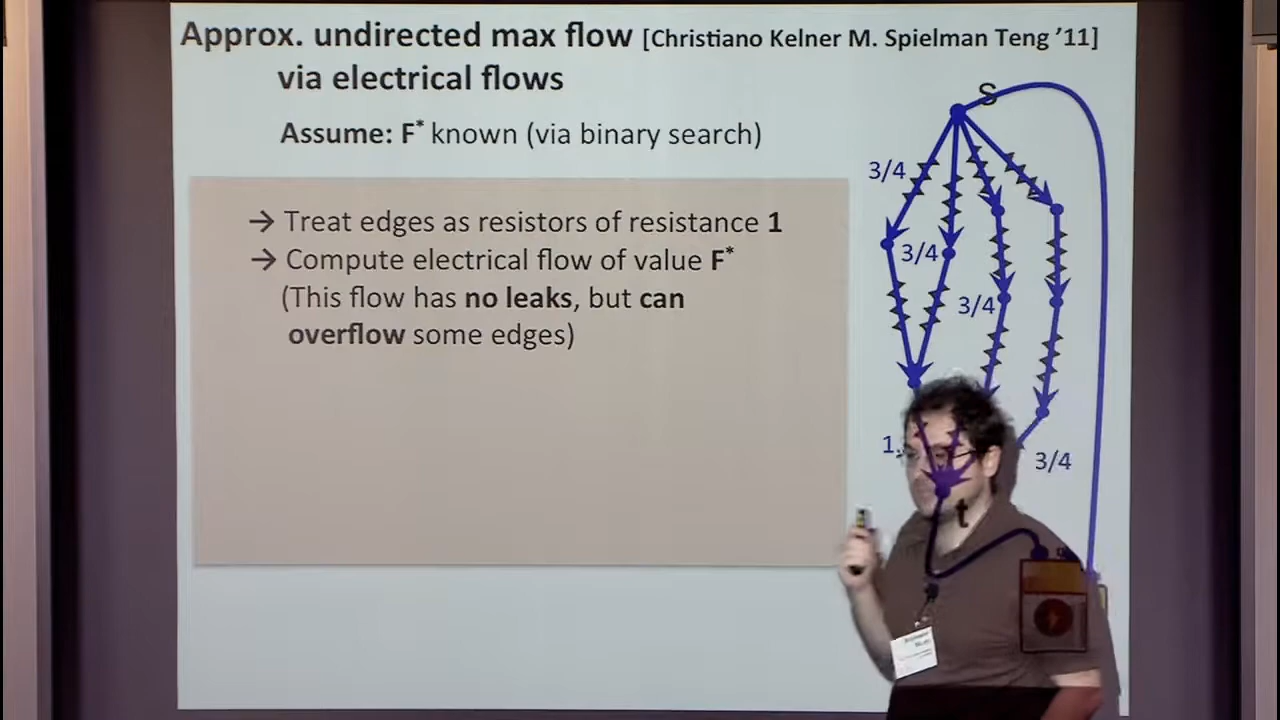 Approx. undirected max flow [Christiano Kelner M. Spielman Teng ’11]
via electrical flows
Assume: F* known (via binary search)
→ Treat edges as resistors of resistance 1
→ Compute electrical flow of value F*
(This flow has no leaks, but can
overflow some edges)
s
3/4
3/4
3/4
3/4
t